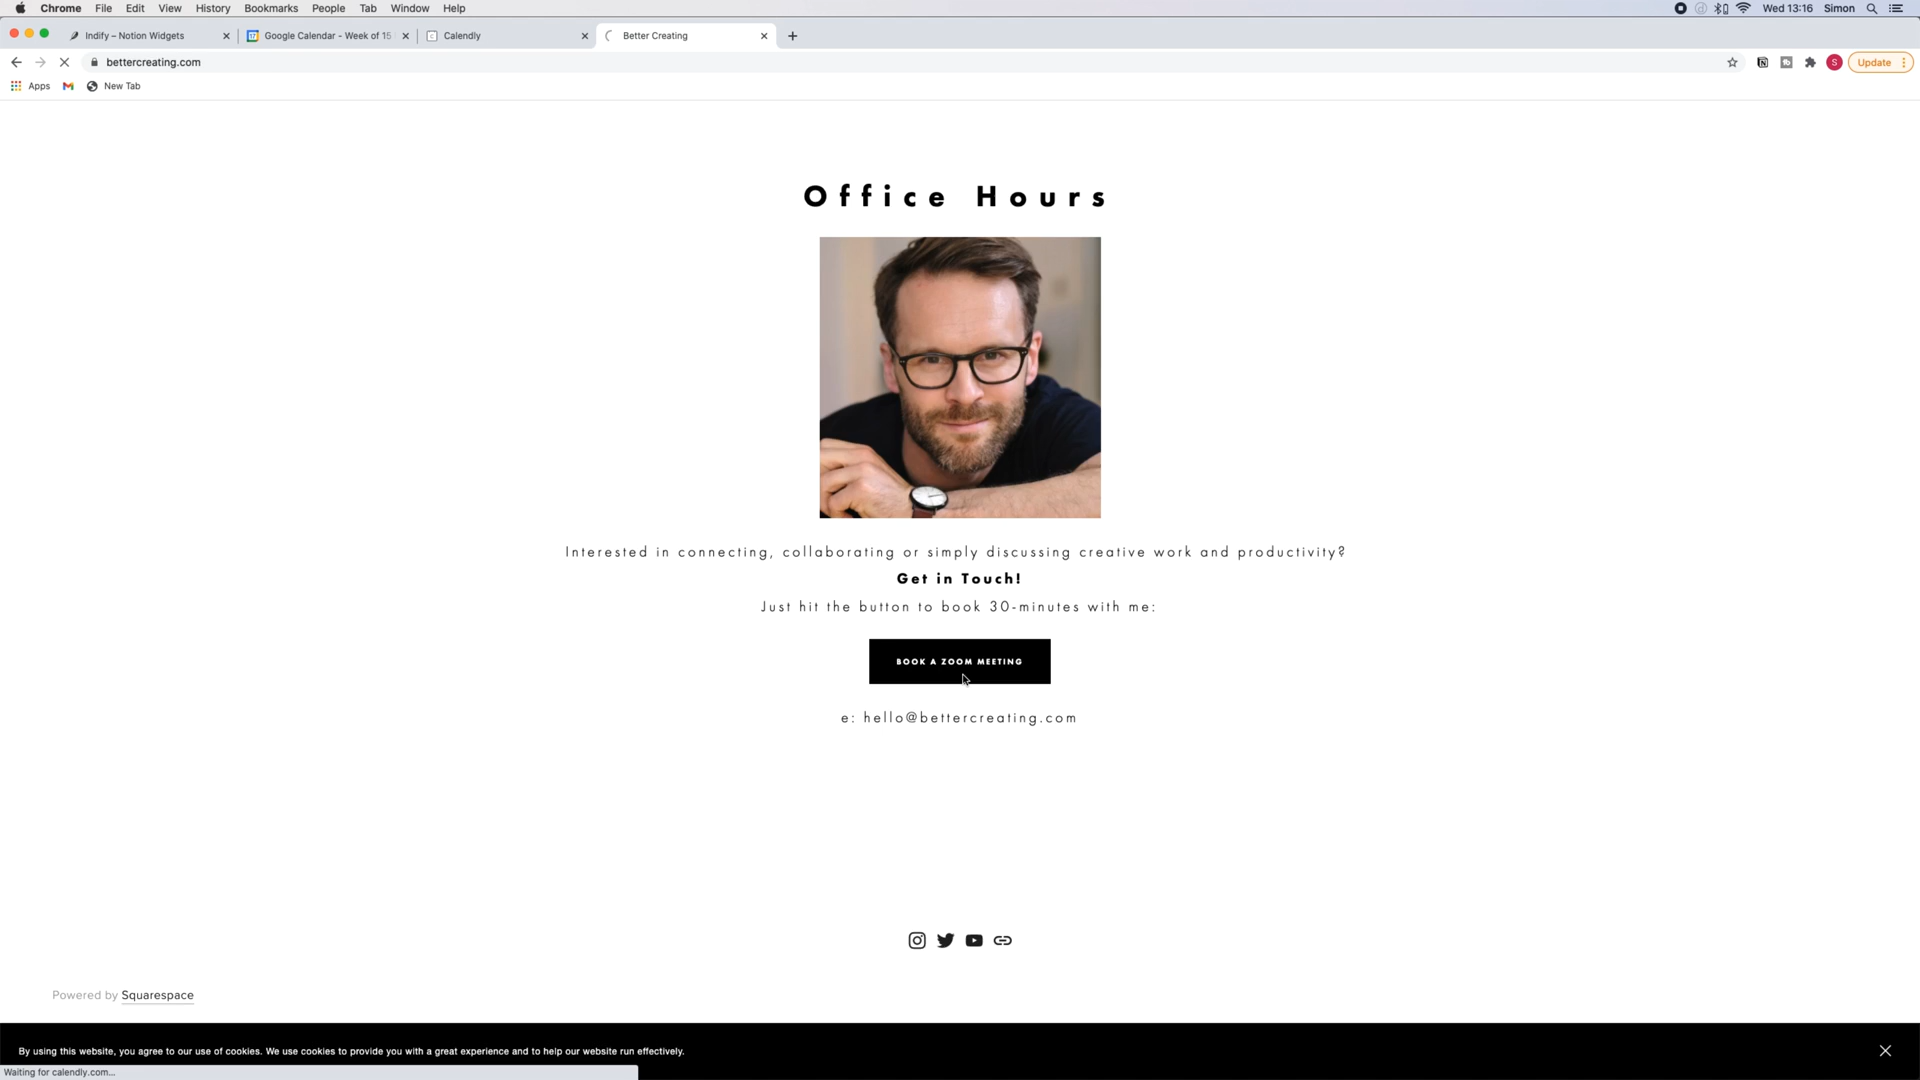 Chrome File Edit View History Bookmarks People Tab Window Help
Wed 13:16 Simon
Indify – Notion Widgets
Google Calendar - Week of 15
Calendly
Better Creating
bettercreating.com
S
Update
Apps
New Tab
Office Hours
Interested in connecting, collaborating or simply discussing creative work and productivity?
Get in Touch!
Just hit the button to book 30-minutes with me:
BOOK A ZOOM MEETING
e: hello@bettercreating.com
Powered by Squarespace
By using this website, you agree to our use of cookies. We use cookies to provide you with a great experience and to help our website run effectively.
Waiting for calendly.com...